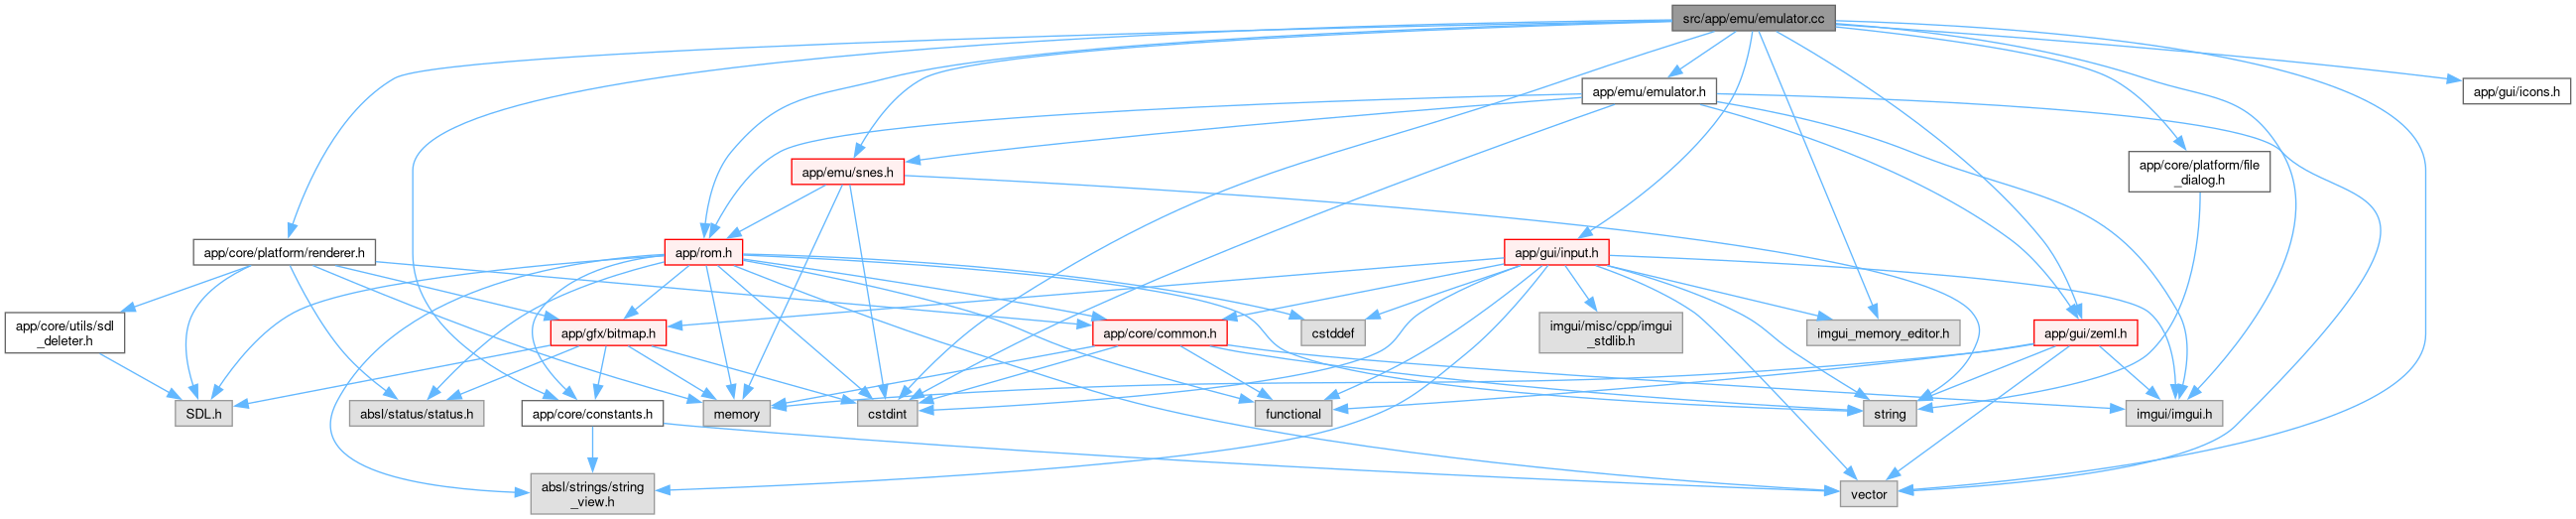 src/app/emu/emulator.cc
app/emu/emulator.h
app/gui/icons.h
app/emu/snes.h
app/core/platform/file
_dialog.h
app/core/platform/renderer.h
app/rom.h
app/gui/input.h
app/core/utils/sdl
_deleter.h
app/gfx/bitmap.h
app/core/common.h
cstddef
imgui/misc/cpp/imgui
_stdlib.h
imgui_memory_editor.h
app/gui/zeml.h
SDL.h
absl/status/status.h
app/core/constants.h
memory
cstdint
functional
string
imgui/imgui.h
absl/strings/string
_view.h
vector